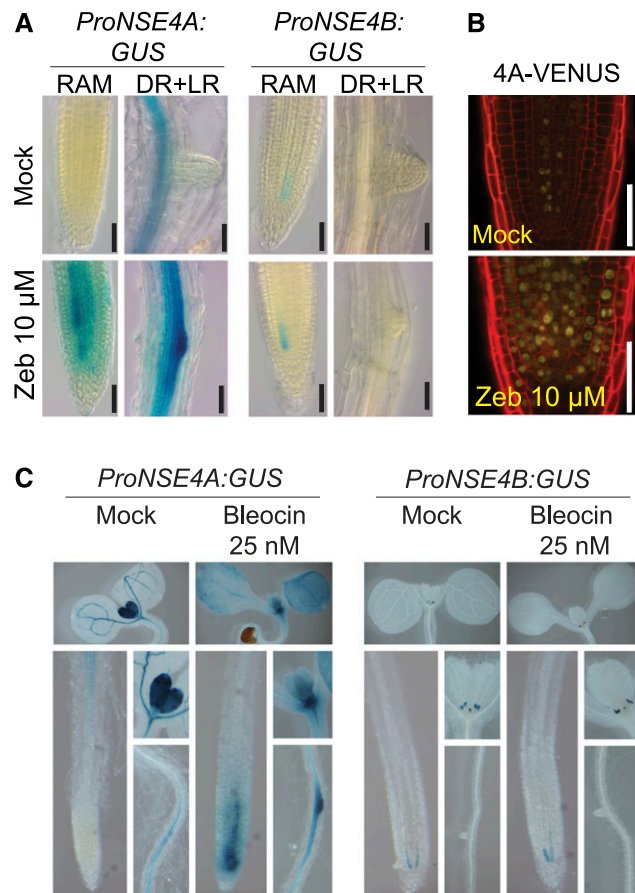 A
ProNSE4A:
GUS
ProNSE4B:
GUS
RAM DR+LR RAM DR+LR
Mock
Zeb 10 µM
B
4A-VENUS
Mock
Zeb 10 µM
C
ProNSE4A:GUS
ProNSE4B:GUS
Mock Bleocin
25 nM
Mock Bleocin
25 nM